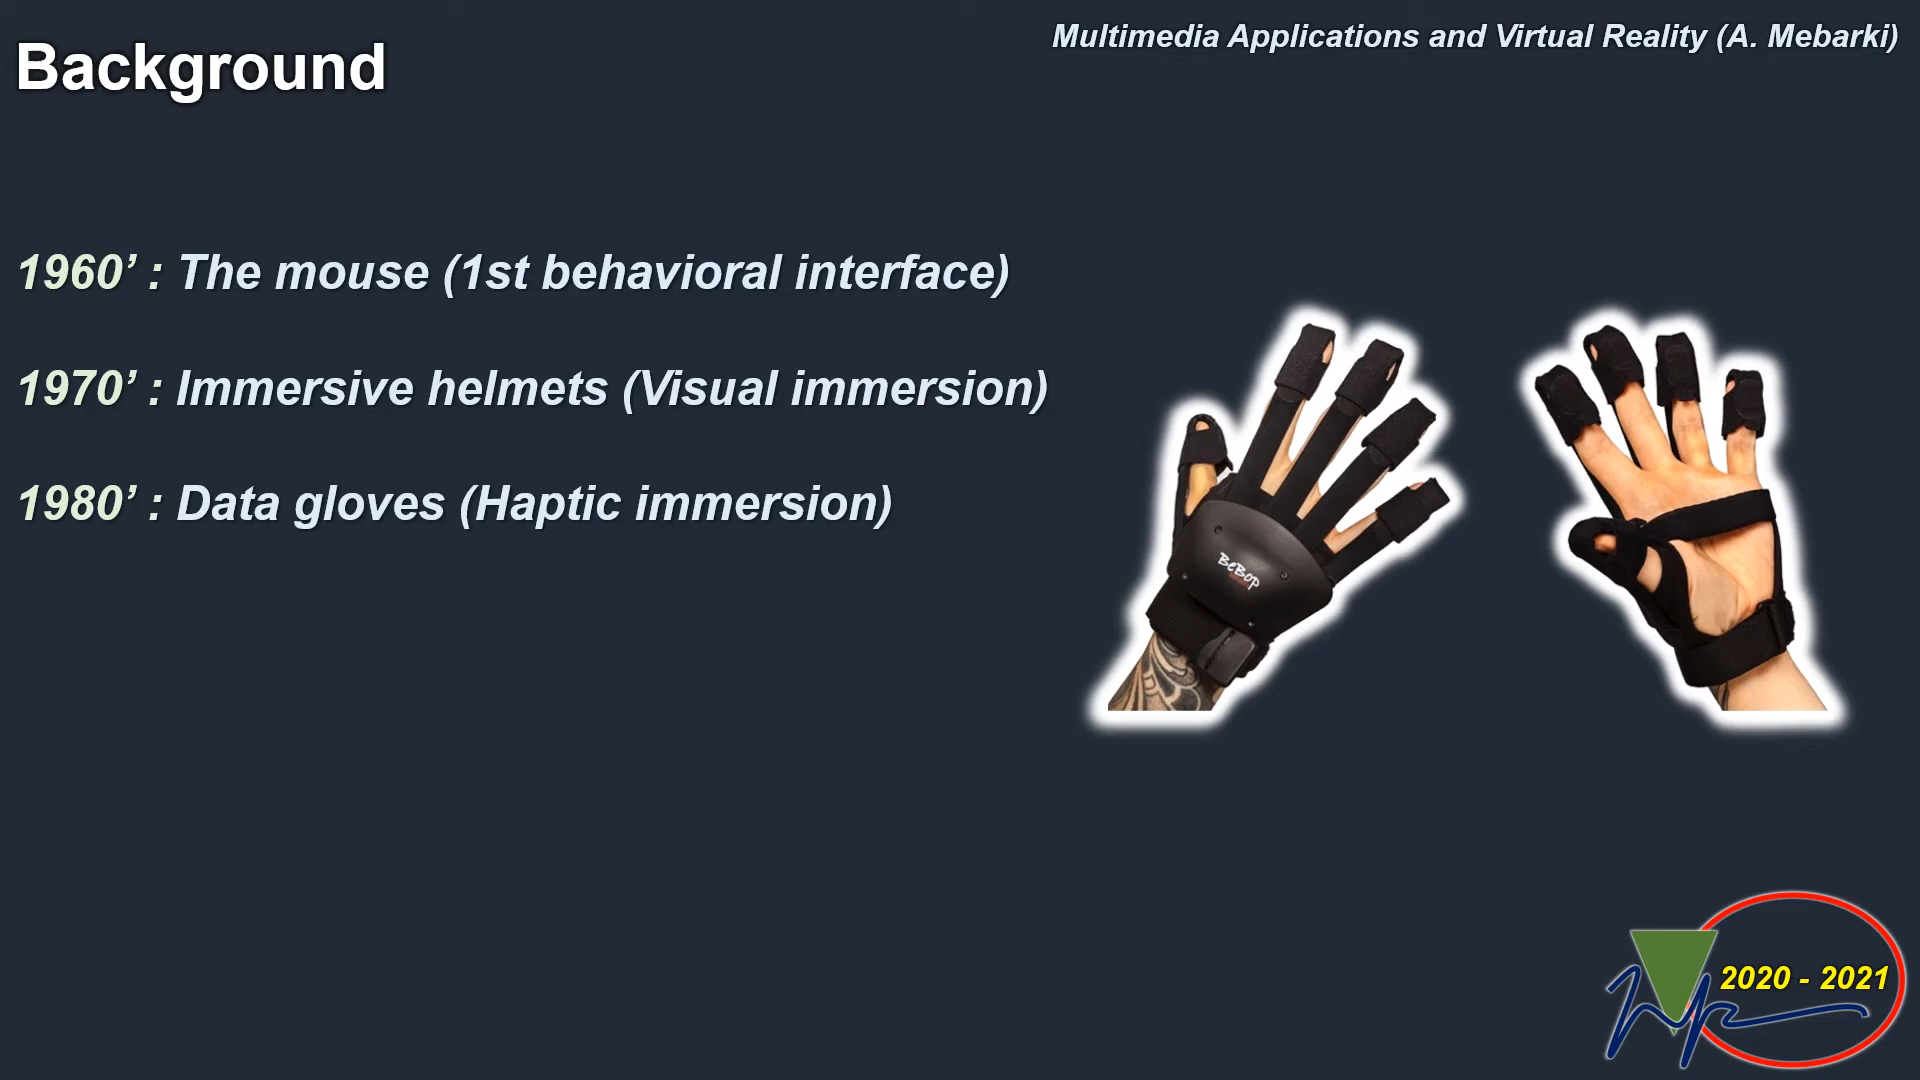 Multimedia Applications and Virtual Reality (A. Mebarki)
Background
1960’ : The mouse (1st behavioral interface)
1970’ : Immersive helmets (Visual immersion)
1980’ : Data gloves (Haptic immersion)
BeBop
2020 - 2021